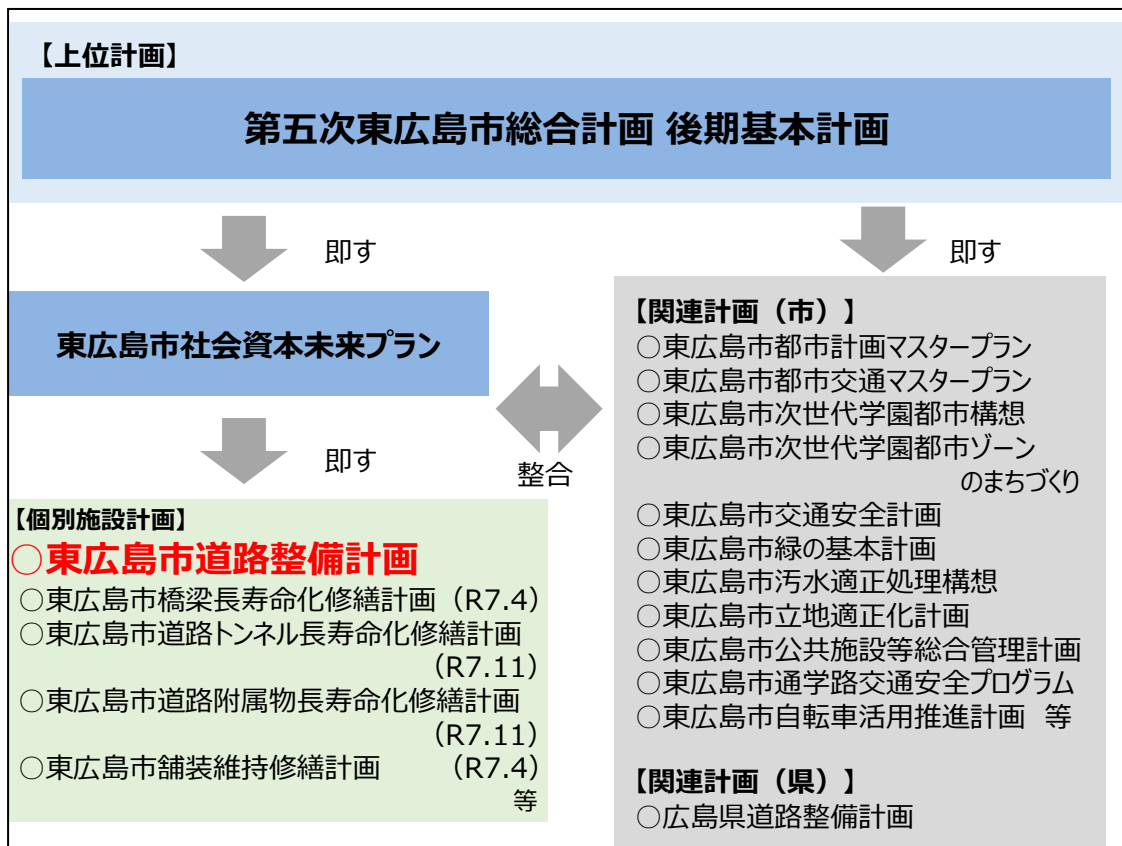 【上位計画】
第五次東広島市総合計画 後期基本計画
即す
即す
東広島市社会資本未来プラン
即す
整合
【個別施設計画】
○東広島市道路整備計画
○東広島市橋梁長寿命化修繕計画（R7.4）
○東広島市道路トンネル長寿命化修繕計画
（R7.11）
○東広島市道路附属物長寿命化修繕計画
（R7.11）
○東広島市舗装維持修繕計画　　（R7.4）
等
【関連計画（市）】
○東広島市都市計画マスタープラン
○東広島市都市交通マスタープラン
○東広島市次世代学園都市構想
○東広島市次世代学園都市ゾーン
のまちづくり
○東広島市交通安全計画
○東広島市緑の基本計画
○東広島市汚水適正処理構想
○東広島市立地適正化計画
○東広島市公共施設等総合管理計画
○東広島市通学路交通安全プログラム
○東広島市自転車活用推進計画　等
【関連計画（県）】
○広島県道路整備計画